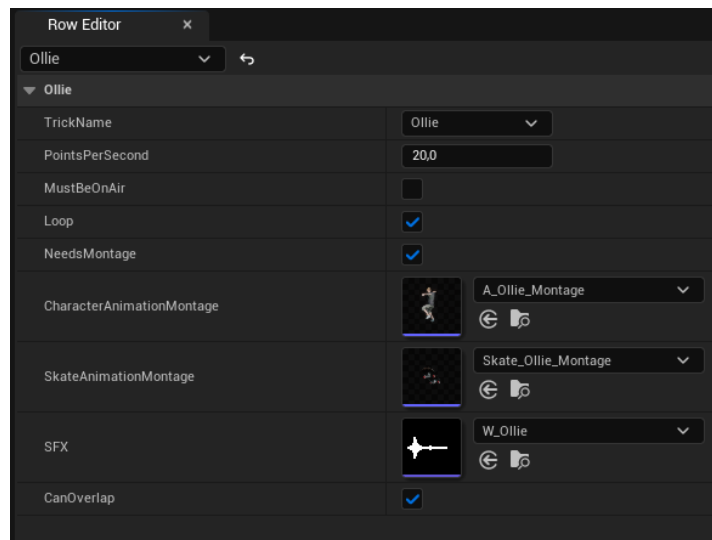 Row Editor
Ollie
Ollie
TrickName Ollie
PointsPerSecond 20,0
MustBeOnAir
Loop
NeedsMontage
CharacterAnimationMontage A_Ollie_Montage
SkateAnimationMontage Skate_Ollie_Montage
SFX W_Ollie
CanOverlap